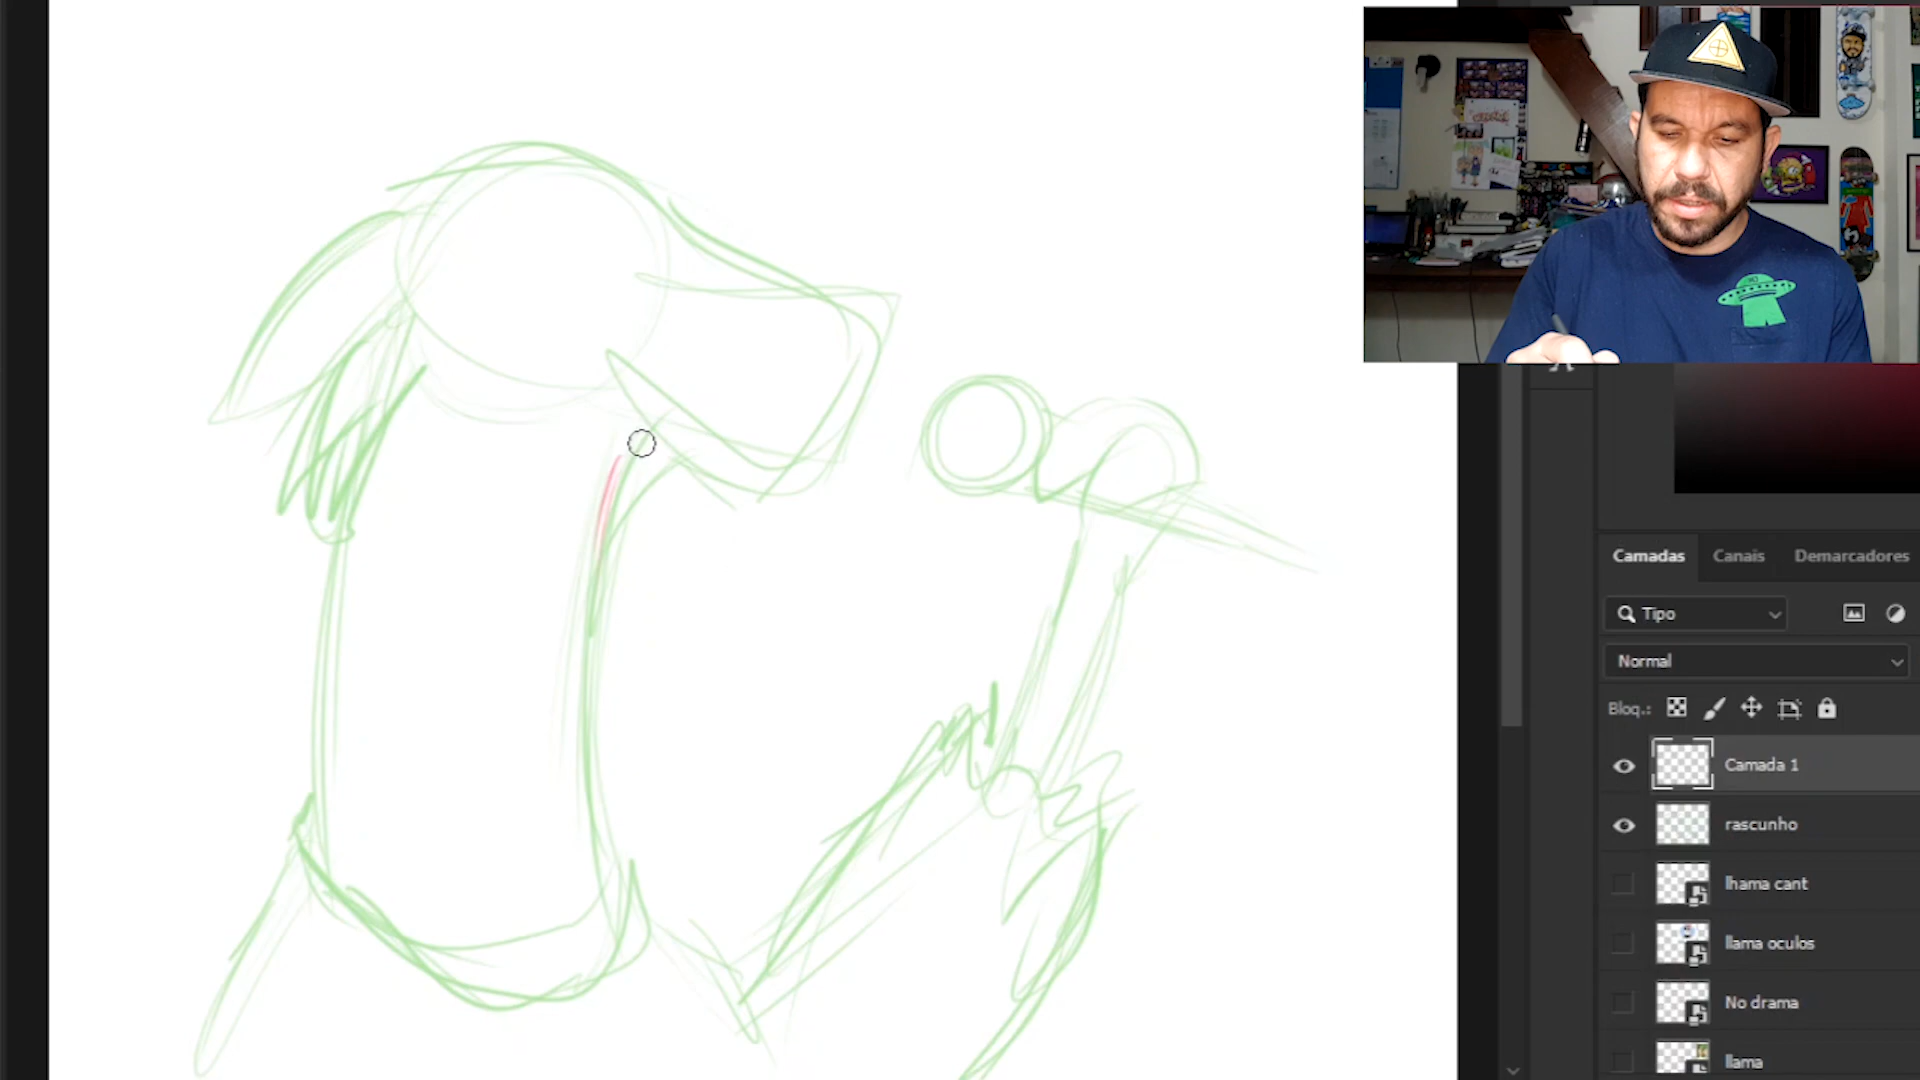 Camadas Canais Demarcadores
Tipo
Normal
Bloq.:
Camada 1
rascunho
lhama cant
llama oculos
No drama
llama